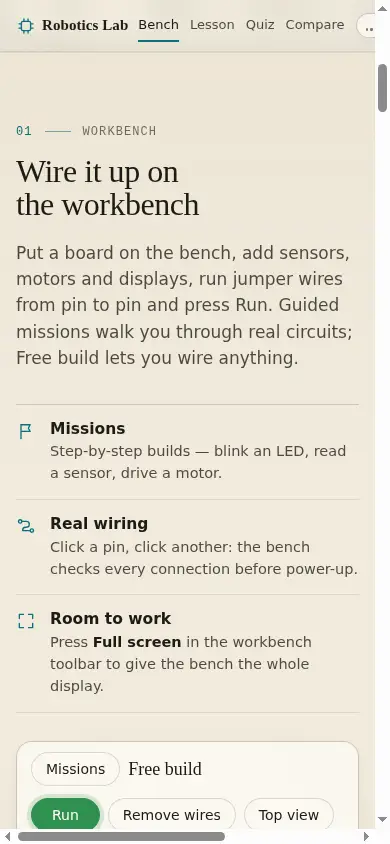 Robotics Lab Bench Lesson Quiz Compare ..
01 WORKBENCH
Wire it up on
the workbench
Put a board on the bench, add sensors,
motors and displays, run jumper wires
from pin to pin and press Run. Guided
missions walk you through real circuits;
Free build lets you wire anything.
Missions
Step-by-step builds — blink an LED, read
a sensor, drive a motor.
Real wiring
Click a pin, click another: the bench
checks every connection before power-up.
Room to work
Press Full screen in the workbench
toolbar to give the bench the whole
display.
Missions Free build
Run Remove wires Top view